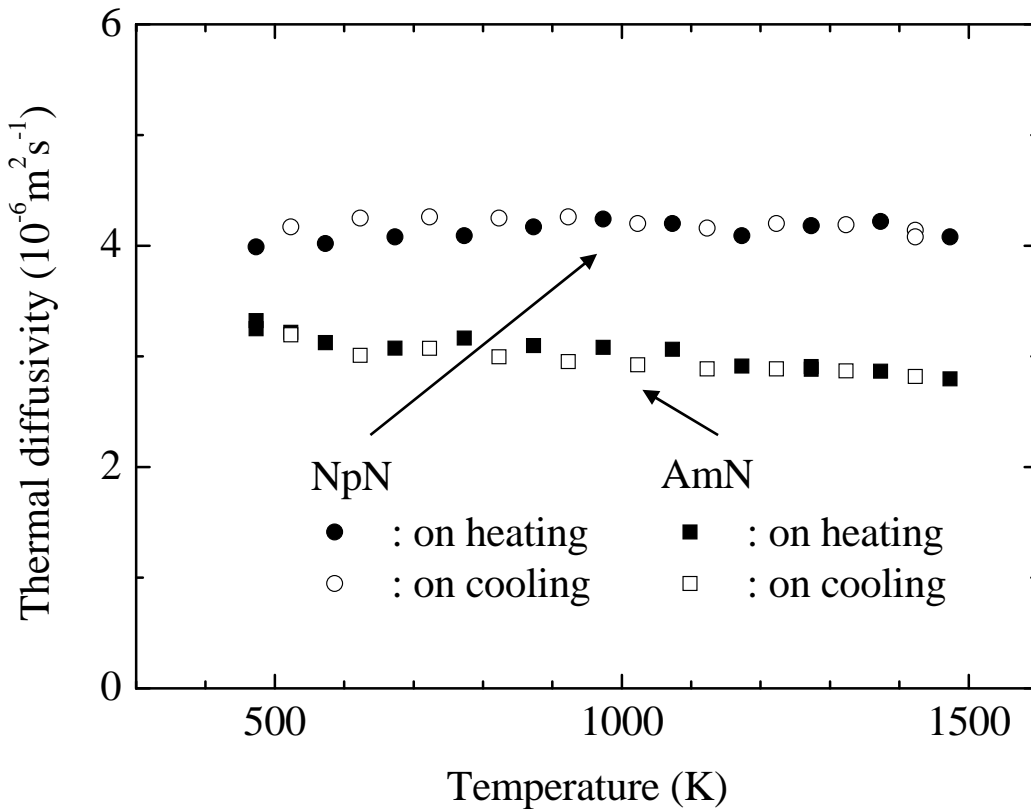 6
4
2
0
500 1000 1500
Temperature (K)
Thermal diffusivity (10⁻⁶m²s⁻¹)
NpN AmN
: on heating : on heating
: on cooling : on cooling